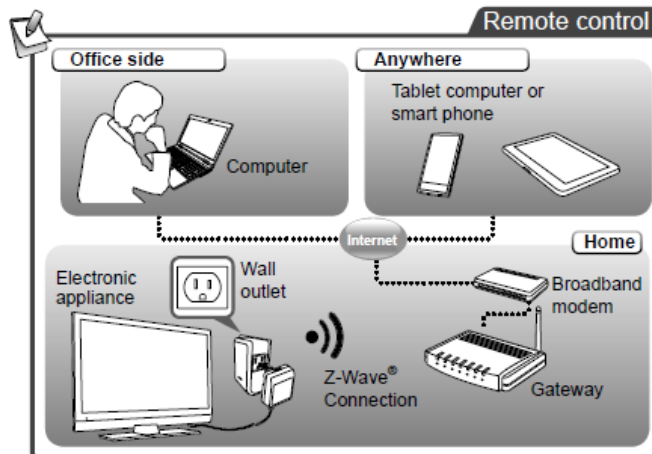 Remote control
Office side
Anywhere
Tablet computer or
smart phone
Computer
Internet
Home
Electronic
appliance
Wall
outlet
Broadband
modem
Z-Wave®
Connection
Gateway